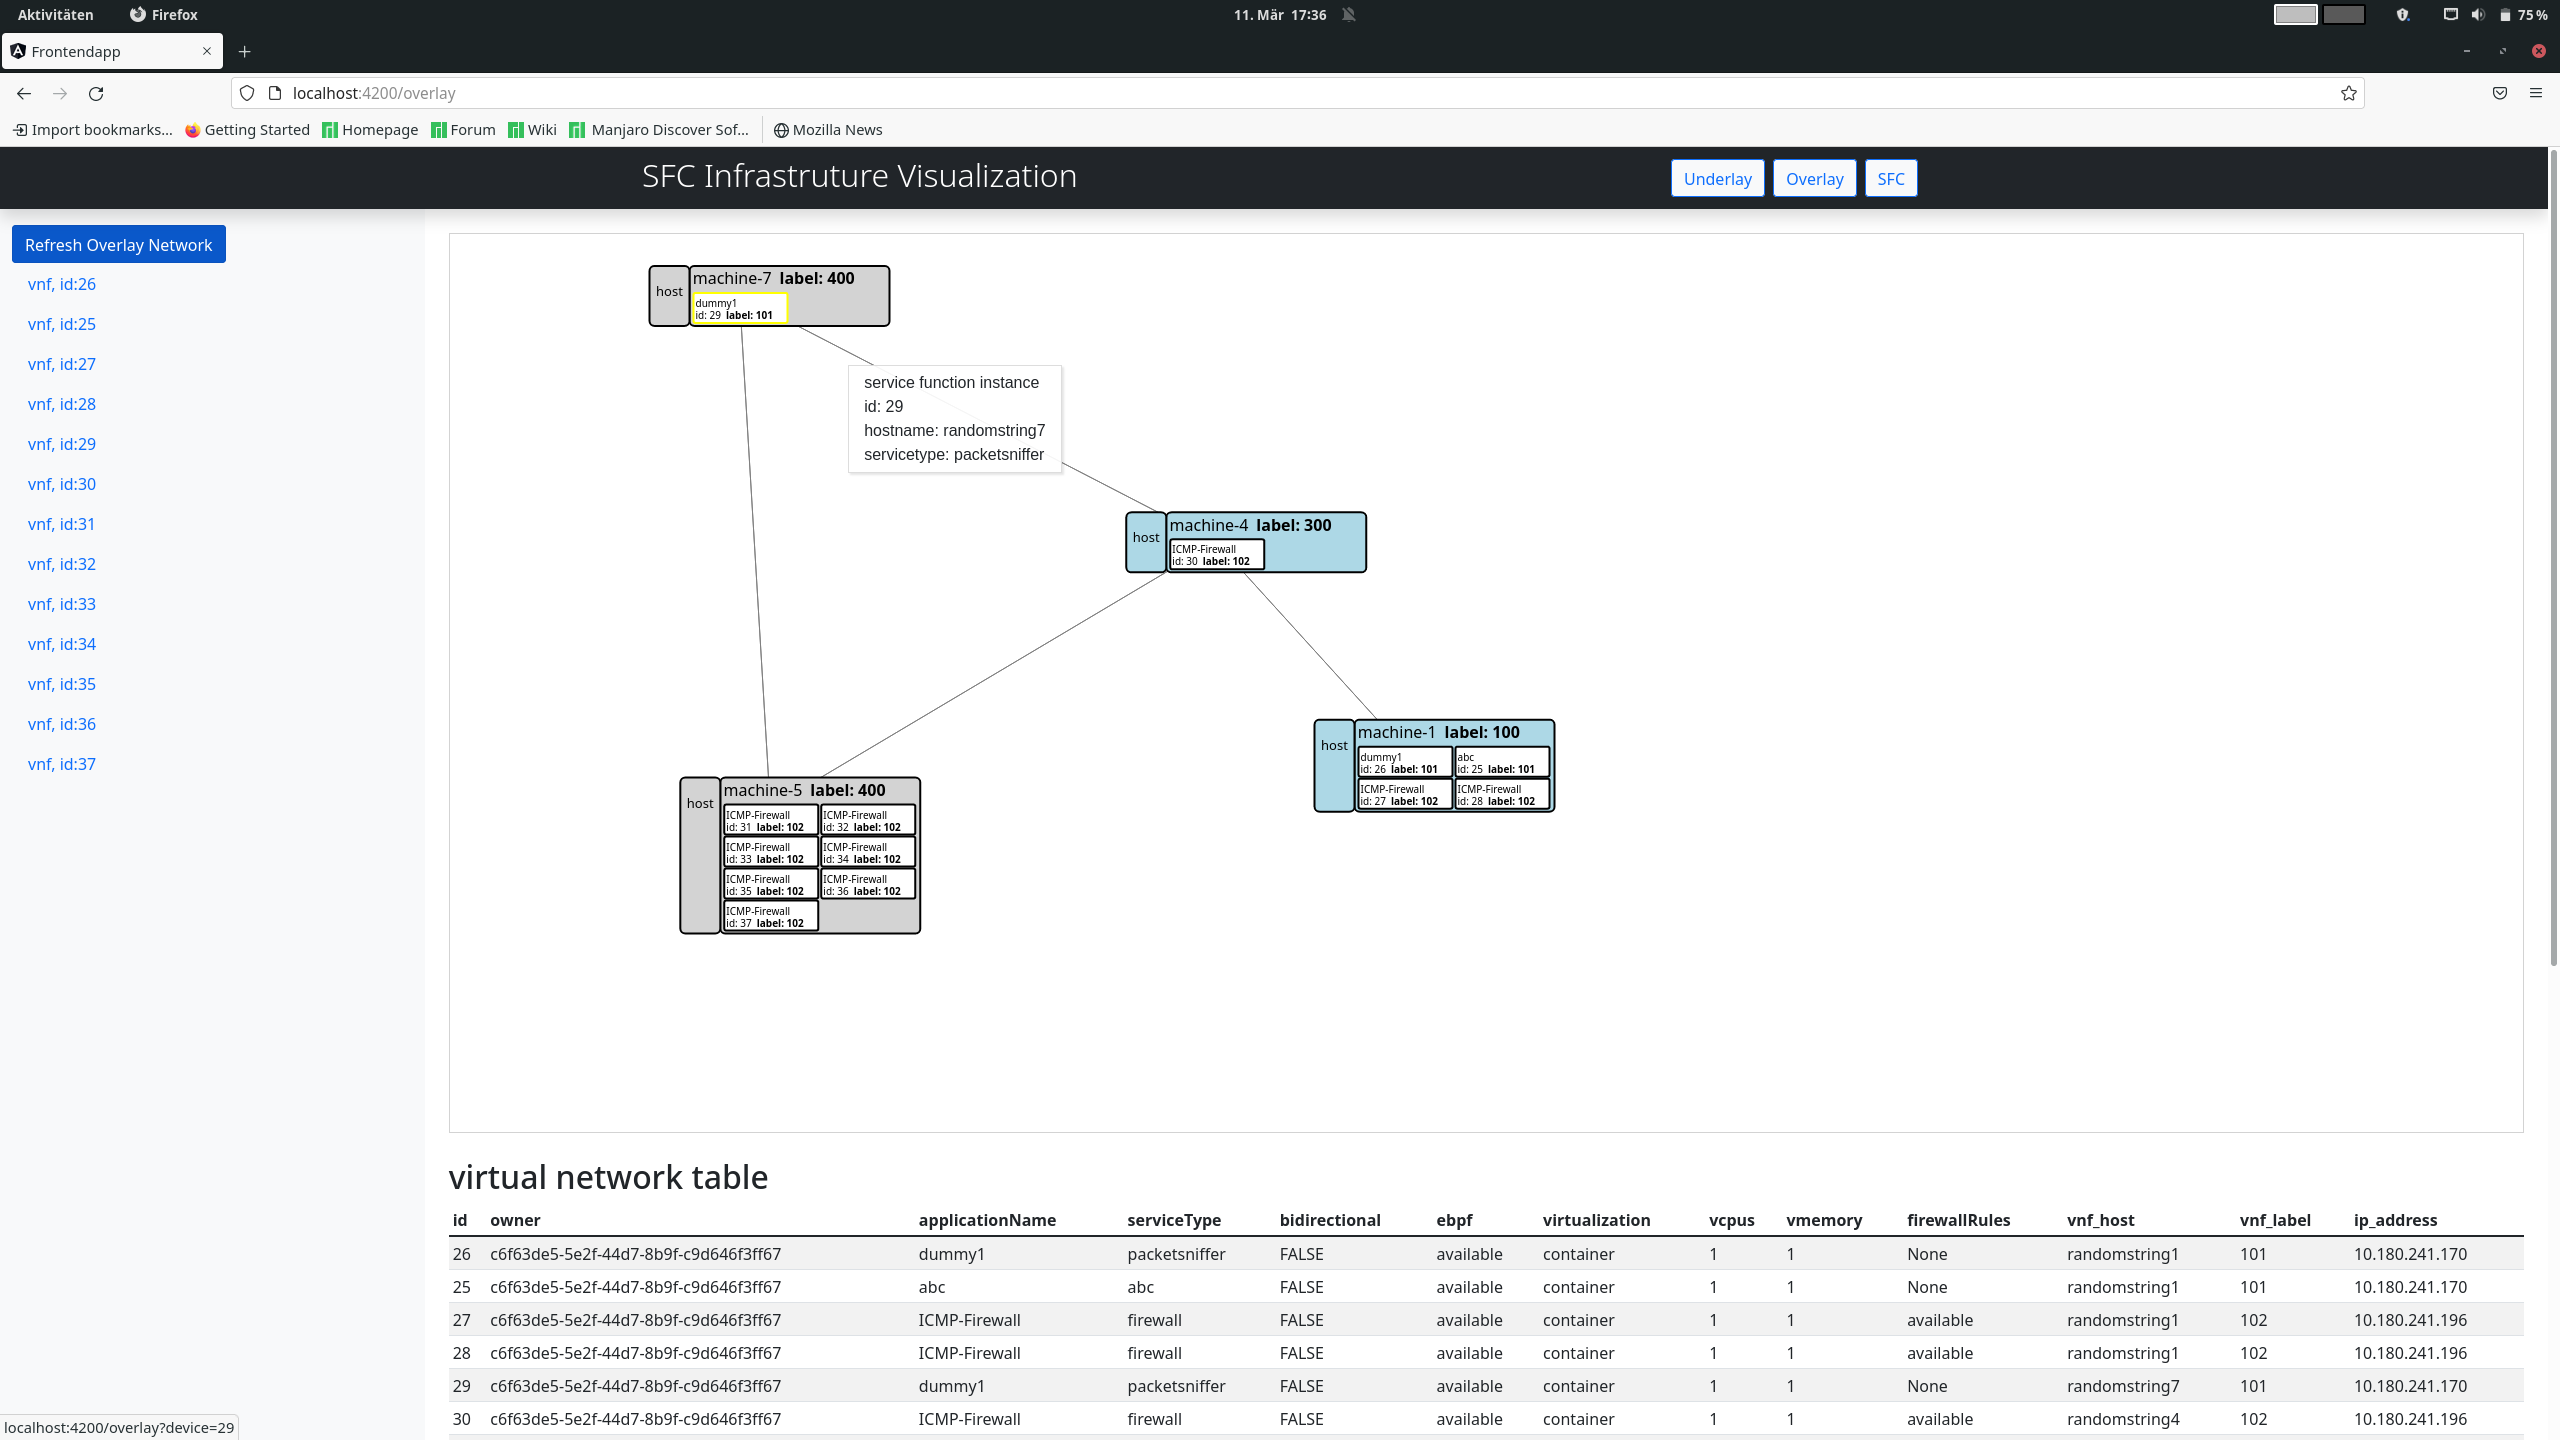 Aktivitäten Firefox 11. Mär 17:36 75 %
Frontendapp
localhost:4200/overlay
Import bookmarks... Getting Started Homepage Forum Wiki Manjaro Discover Sof... Mozilla News
SFC Infrastruture Visualization Underlay Overlay SFC
Refresh Overlay Network
vnf, id:26
vnf, id:25
vnf, id:27
vnf, id:28
vnf, id:29
vnf, id:30
vnf, id:31
vnf, id:32
vnf, id:33
vnf, id:34
vnf, id:35
vnf, id:36
vnf, id:37
host
machine-7 label: 400
dummy1
id: 29 label: 101
service function instance
id: 29
hostname: randomstring7
servicetype: packetsniffer
host
machine-4 label: 300
ICMP-Firewall
id: 30 label: 102
host
machine-1 label: 100
dummy1
id: 26 label: 101
abc
id: 25 label: 101
ICMP-Firewall
id: 27 label: 102
ICMP-Firewall
id: 28 label: 102
host
machine-5 label: 400
ICMP-Firewall
id: 31 label: 102
ICMP-Firewall
id: 32 label: 102
ICMP-Firewall
id: 33 label: 102
ICMP-Firewall
id: 34 label: 102
ICMP-Firewall
id: 35 label: 102
ICMP-Firewall
id: 36 label: 102
ICMP-Firewall
id: 37 label: 102
virtual network table
id owner applicationName serviceType bidirectional ebpf virtualization vcpus vmemory firewallRules vnf_host vnf_label ip_address
26 c6f63de5-5e2f-44d7-8b9f-c9d646f3ff67 dummy1 packetsniffer FALSE available container 1 1 None randomstring1 101 10.180.241.170
25 c6f63de5-5e2f-44d7-8b9f-c9d646f3ff67 abc abc FALSE available container 1 1 None randomstring1 101 10.180.241.170
27 c6f63de5-5e2f-44d7-8b9f-c9d646f3ff67 ICMP-Firewall firewall FALSE available container 1 1 available randomstring1 102 10.180.241.196
28 c6f63de5-5e2f-44d7-8b9f-c9d646f3ff67 ICMP-Firewall firewall FALSE available container 1 1 available randomstring1 102 10.180.241.196
29 c6f63de5-5e2f-44d7-8b9f-c9d646f3ff67 dummy1 packetsniffer FALSE available container 1 1 None randomstring7 101 10.180.241.170
30 c6f63de5-5e2f-44d7-8b9f-c9d646f3ff67 ICMP-Firewall firewall FALSE available container 1 1 available randomstring4 102 10.180.241.196
localhost:4200/overlay?device=29